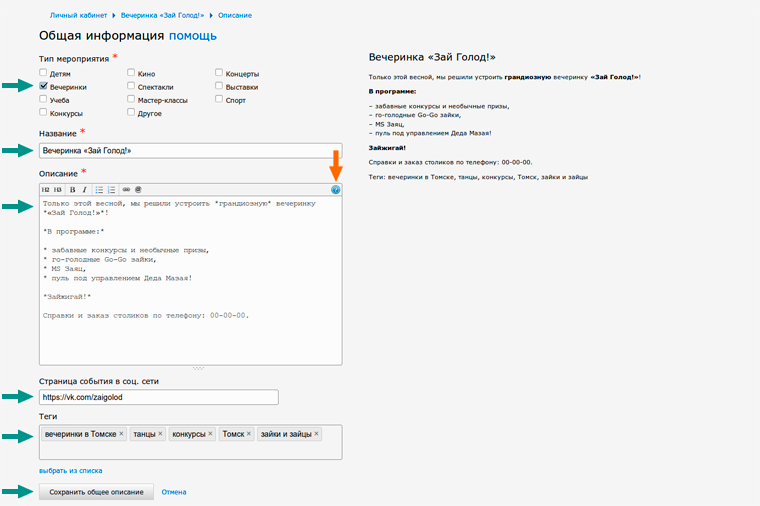 Личный кабинет Вечеринка «Зай Голод!» Описание
Общая информация помощь
Тип мероприятия *
Детям Кино Концерты
Вечеринки Спектакли Выставки
Учеба Мастер-классы Спорт
Конкурсы Другое
Название *
Вечеринка «Зай Голод!»
Описание *
H2 H3 B I
Только этой весной, мы решили устроить *грандиозную* вечеринку
*«Зай Голод!»*!
*В программе:*
* забавные конкурсы и необычные призы,
* го-голодные Go-Go зайки,
* MS Заяц,
* пуль под управлением Деда Мазая!
*Зажигай!*
Справки и заказ столиков по телефону: 00-00-00.
Страница события в соц. сети
https://vk.com/zaigolod
Теги
вечеринки в Томске × танцы × конкурсы × Томск × зайки и зайцы ×
выбрать из списка
Сохранить общее описание Отмена
Вечеринка «Зай Голод!»
Только этой весной, мы решили устроить грандиозную вечеринку «Зай Голод!»!
В программе:
– забавные конкурсы и необычные призы,
– го-голодные Go-Go зайки,
– MS Заяц,
– пуль под управлением Деда Мазая!
Зажигай!
Справки и заказ столиков по телефону: 00-00-00.
Теги: вечеринки в Томске, танцы, конкурсы, Томск, зайки и зайцы